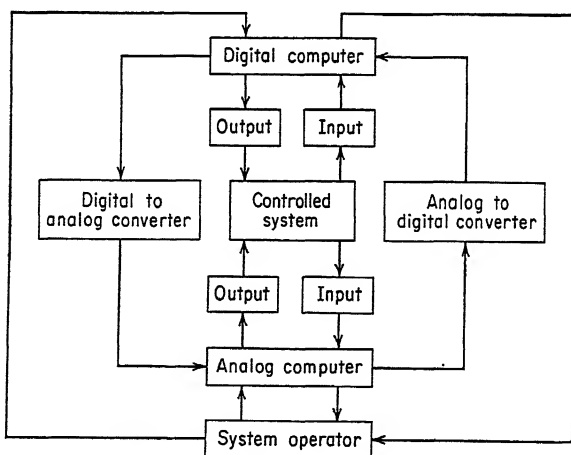 Digital computer
Output
Input
Digital to
analog converter
Controlled
system
Analog to
digital converter
Output
Input
Analog computer
System operator